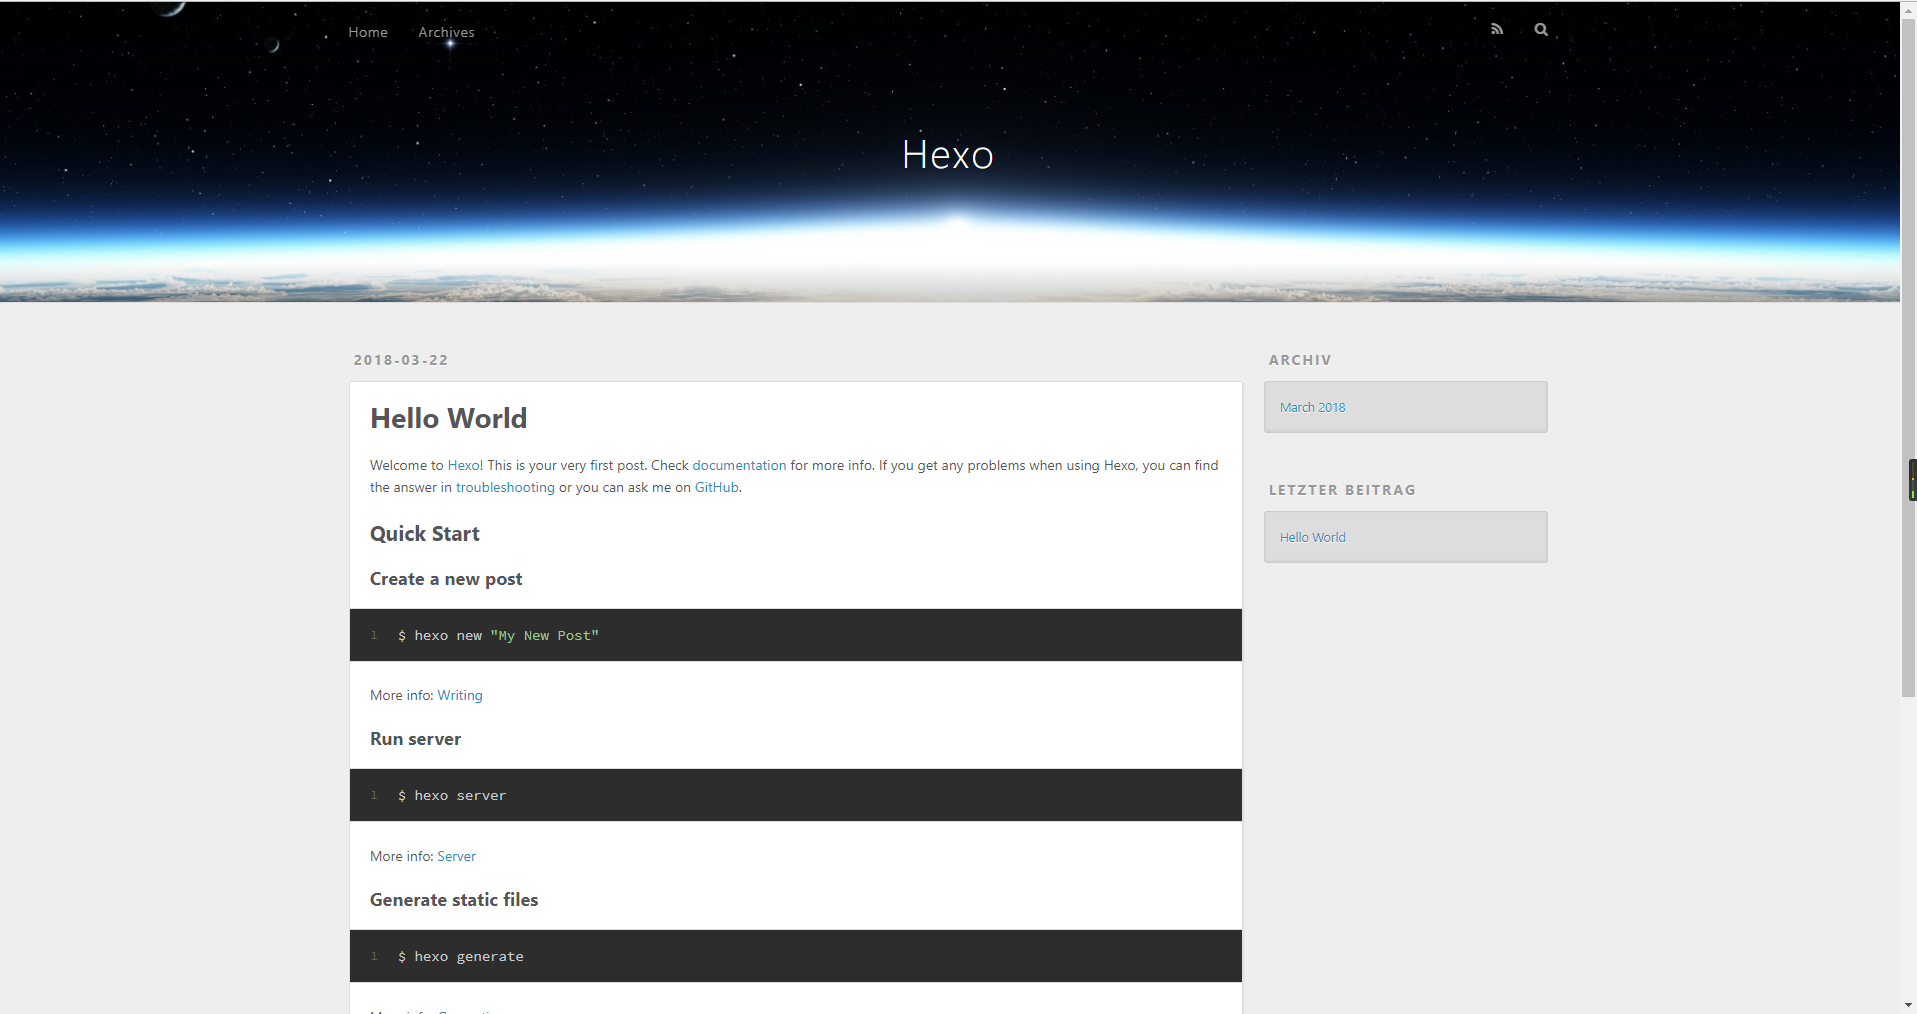 Home Archives
Hexo
2018-03-22
Hello World
Welcome to Hexo! This is your very first post. Check documentation for more info. If you get any problems when using Hexo, you can find
the answer in troubleshooting or you can ask me on GitHub.
Quick Start
Create a new post
1 $ hexo new "My New Post"
More info: Writing
Run server
1 $ hexo server
More info: Server
Generate static files
1 $ hexo generate
ARCHIV
March 2018
LETZTER BEITRAG
Hello World